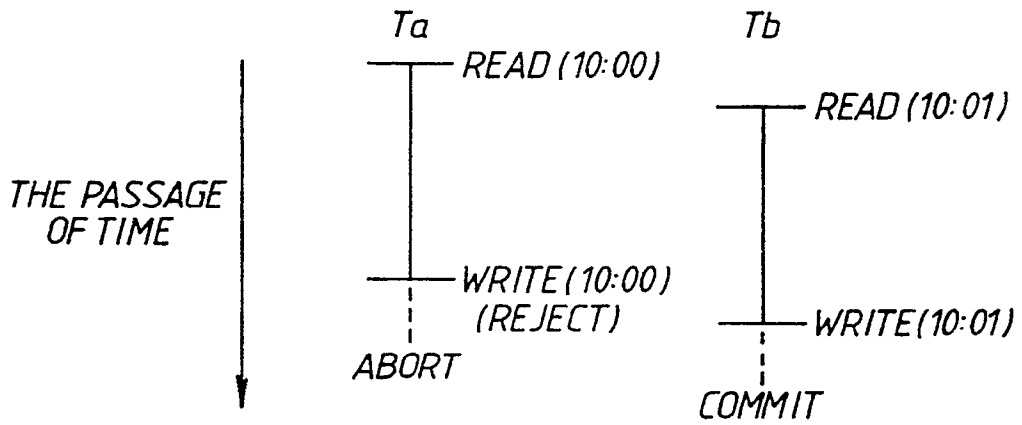 Ta
Tb
READ (10:00)
READ (10:01)
THE PASSAGE
OF TIME
WRITE (10:00)
(REJECT)
WRITE (10:01)
ABORT
COMMIT